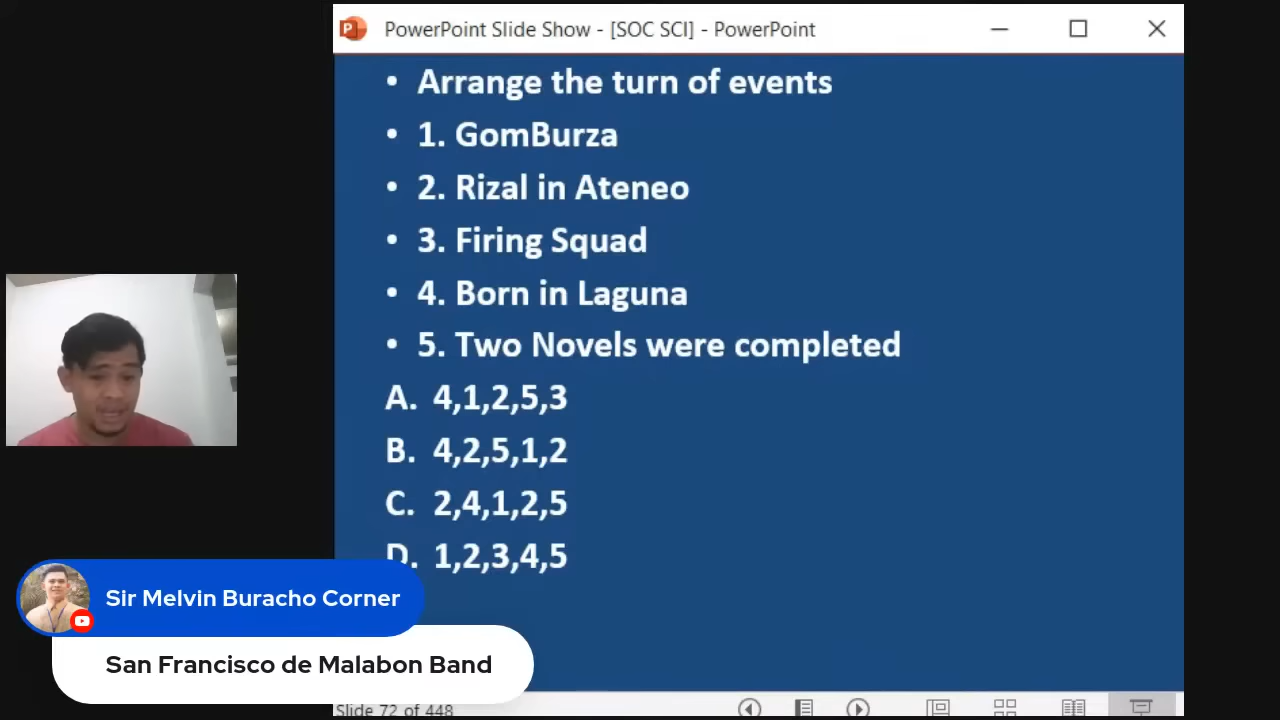 PowerPoint Slide Show - [SOC SCI] - PowerPoint
• Arrange the turn of events
• 1. GomBurza
• 2. Rizal in Ateneo
• 3. Firing Squad
• 4. Born in Laguna
• 5. Two Novels were completed
A. 4,1,2,5,3
B. 4,2,5,1,2
C. 2,4,1,2,5
D. 1,2,3,4,5
Sir Melvin Buracho Corner
San Francisco de Malabon Band
Slide 72 of 448